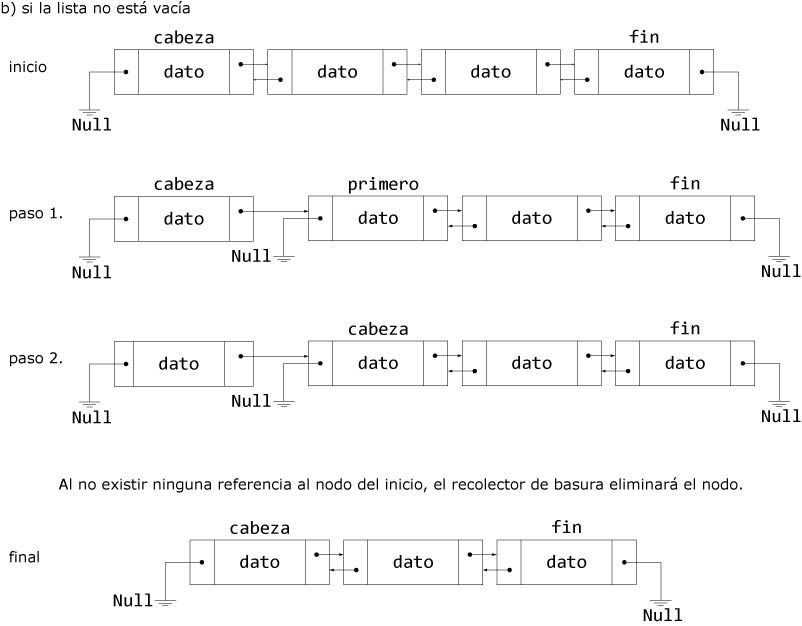 b) si la lista no está vacía
cabeza fin
inicio dato dato dato dato
Null Null
cabeza primero fin
paso 1. dato dato dato dato
Null Null Null
cabeza fin
paso 2. dato dato dato dato
Null Null Null
Al no existir ninguna referencia al nodo del inicio, el recolector de basura eliminará el nodo.
cabeza fin
final dato dato dato
Null Null